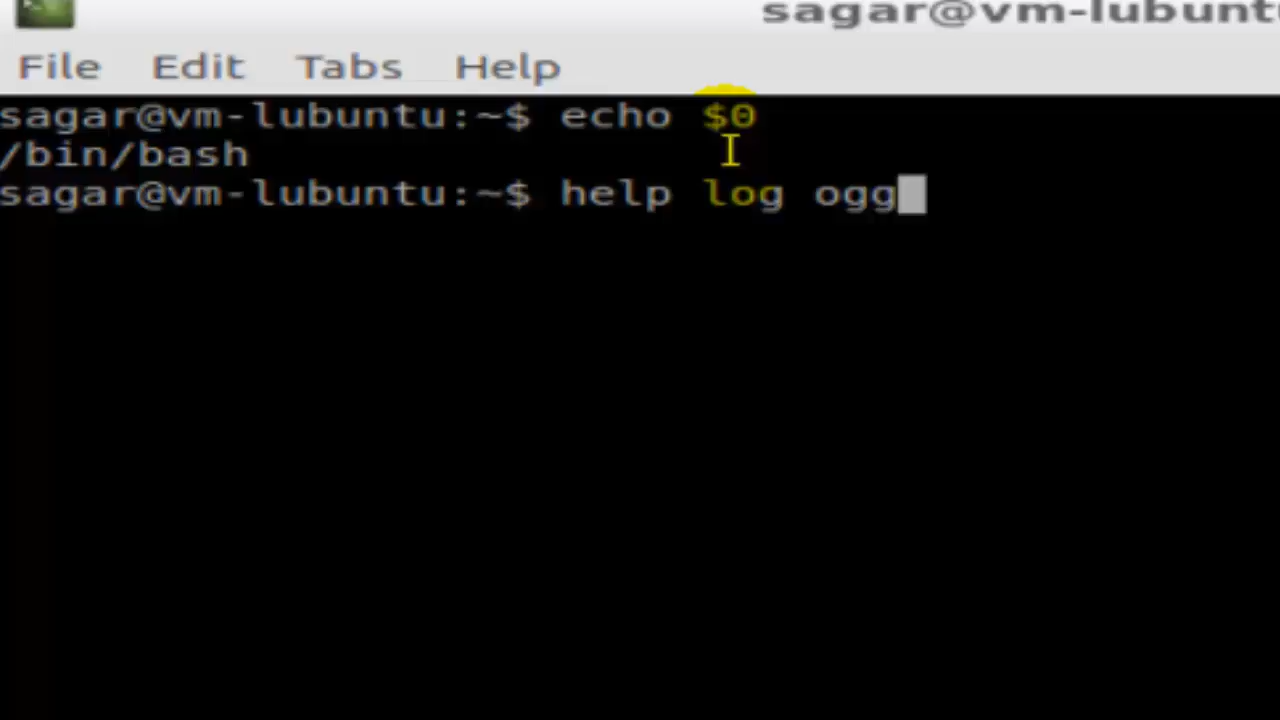 sagar@vm-lubuntu
File Edit Tabs Help
sagar@vm-lubuntu:~$ echo $0
/bin/bash
sagar@vm-lubuntu:~$ help log ogg